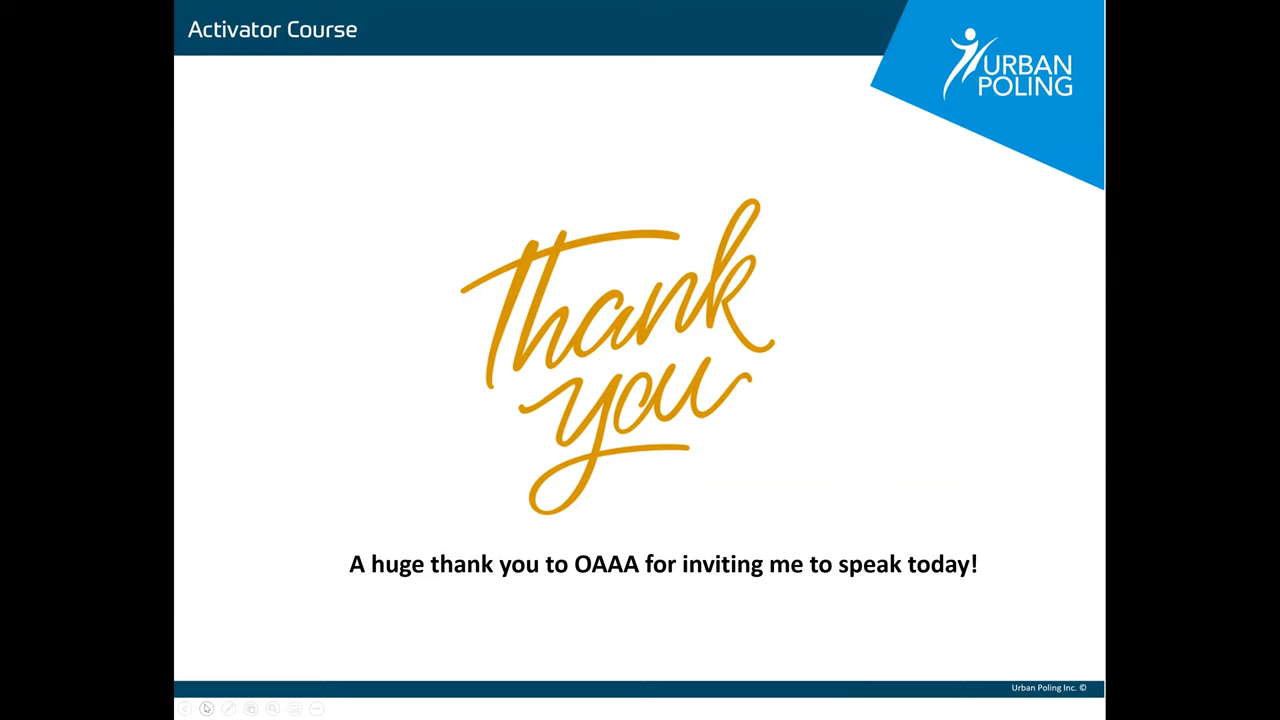 Activator Course
URBAN
POLING
Thank
you
A huge thank you to OAAA for inviting me to speak today!
Urban Poling Inc. ©